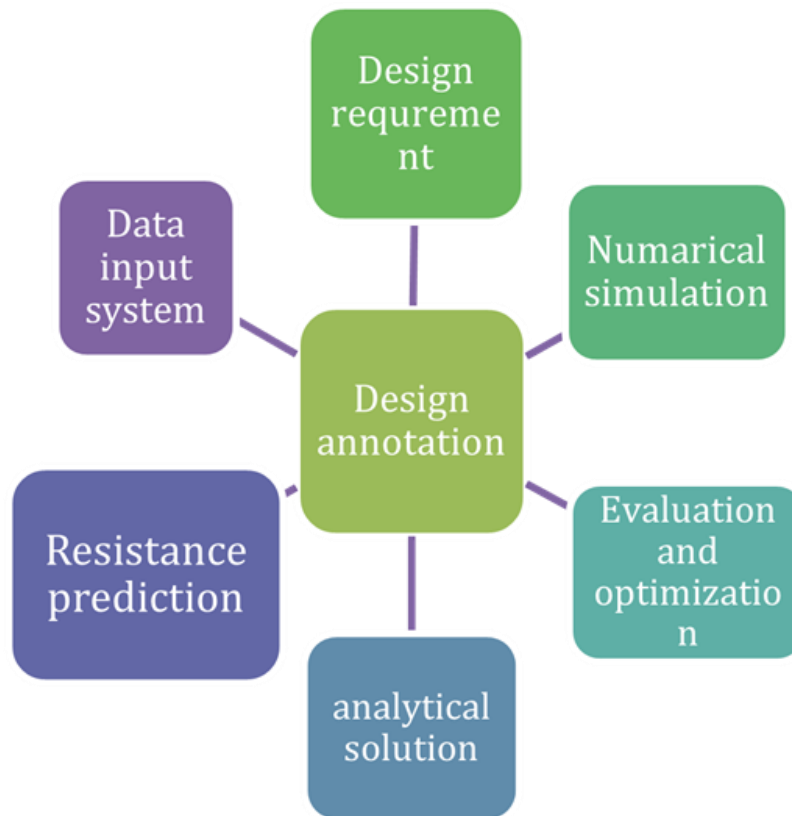 Design
requreme
nt
Data
input
system
Numarical
simulation
Design
annotation
Resistance
prediction
Evaluation
and
optimizatio
n
analytical
solution